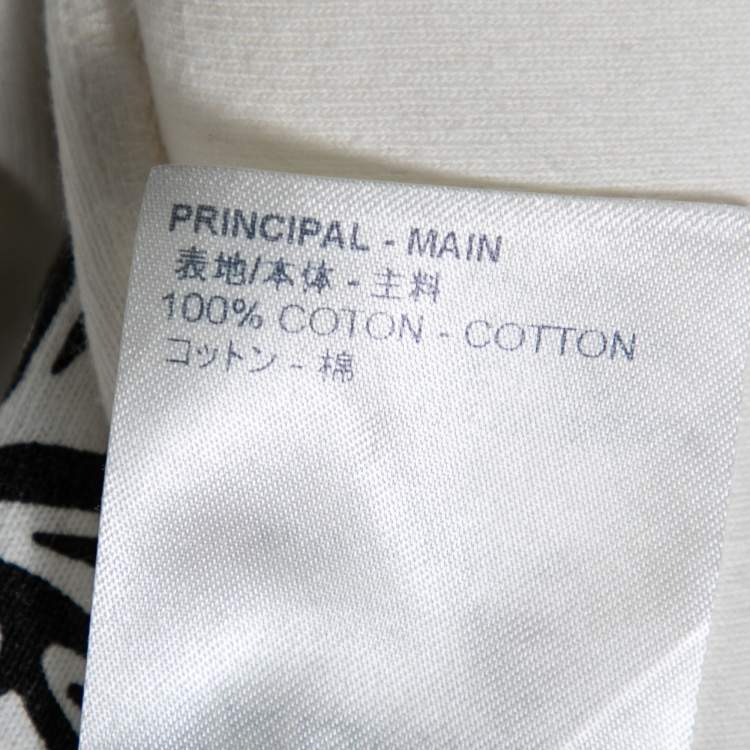 PRINCIPAL - MAIN
表地/本体 - 主料
100% COTON - COTTON
コットン - 棉